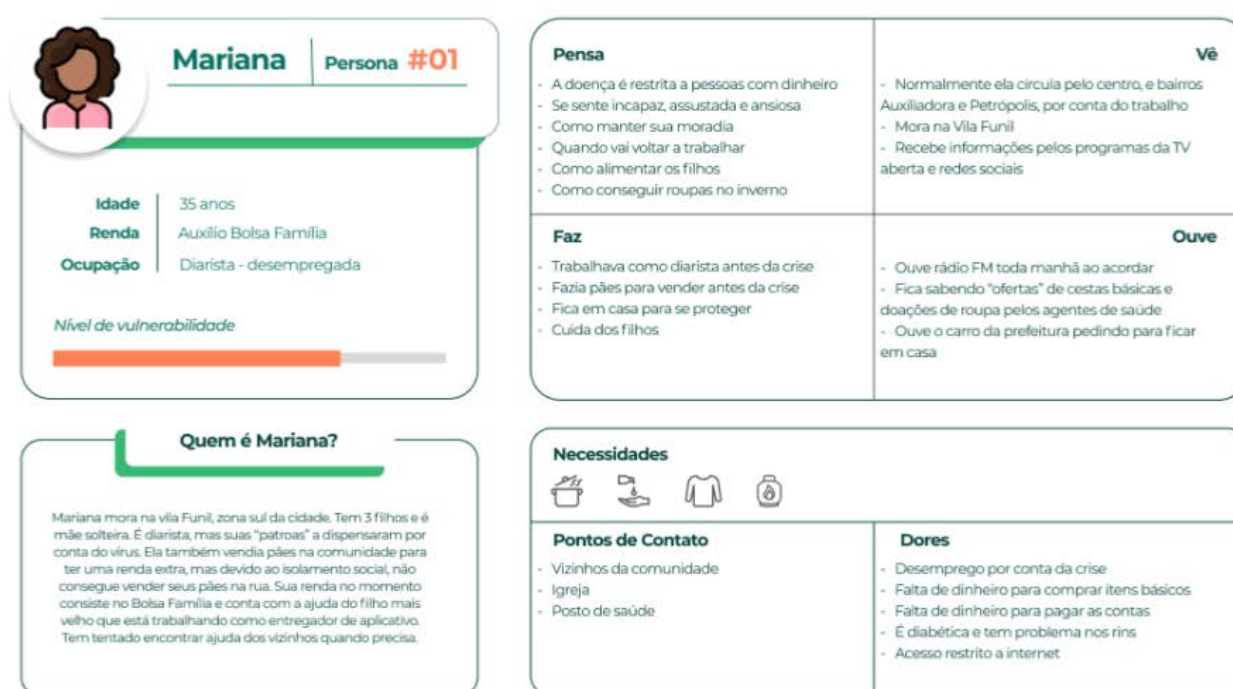 Mariana
Persona #01
Idade 35 anos
Renda Auxílio Bolsa Família
Ocupação Diarista - desempregada
Nível de vulnerabilidade
Quem é Mariana?
Mariana mora na vila Funil, zona sul da cidade. Tem 3 filhos e é
mãe solteira. É diarista, mas suas "patroas" a dispensaram por
conta do vírus. Ela também vendia pães na comunidade para
ter uma renda extra, mas devido ao isolamento social, não
consegue vender seus pães na rua. Sua renda no momento
consiste no Bolsa Família e conta com a ajuda do filho mais
velho que está trabalhando como entregador de aplicativo.
Tem tentado encontrar ajuda dos vizinhos quando precisa.
Pensa
- A doença é restrita a pessoas com dinheiro
- Se sente incapaz, assustada e ansiosa
- Como manter sua moradia
- Quando vai voltar a trabalhar
- Como alimentar os filhos
- Como conseguir roupas no inverno
Vê
- Normalmente ela circula pelo centro, e bairros
Auxiliadora e Petrópolis, por conta do trabalho
- Mora na Vila Funil
- Recebe informações pelos programas da TV
aberta e redes sociais
Faz
- Trabalhava como diarista antes da crise
- Fazia pães para vender antes da crise
- Fica em casa para se proteger
- Cuida dos filhos
Ouve
- Ouve rádio FM toda manhã ao acordar
- Fica sabendo "ofertas" de cestas básicas e
doações de roupa pelos agentes de saúde
- Ouve o carro da prefeitura pedindo para ficar
em casa
Necessidades
Pontos de Contato
- Vizinhos da comunidade
- Igreja
- Posto de saúde
Dores
- Desemprego por conta da crise
- Falta de dinheiro para comprar ítens básicos
- Falta de dinheiro para pagar as contas
- É diabética e tem problema nos rins
- Acesso restrito a internet